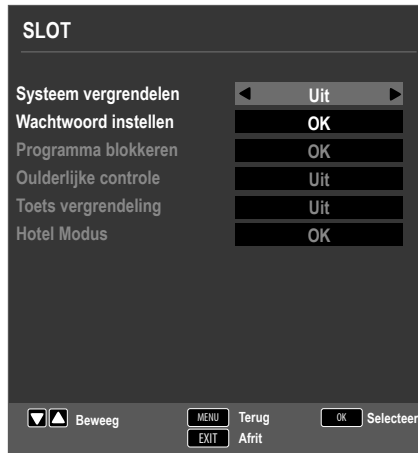 SLOT
Systeem vergrendelen Uit
Wachtwoord instellen OK
Programma blokkeren OK
Oulderlijke controle Uit
Toets vergrendeling Uit
Hotel Modus OK
Beweeg MENU Terug OK Selecteer
EXIT Afrit